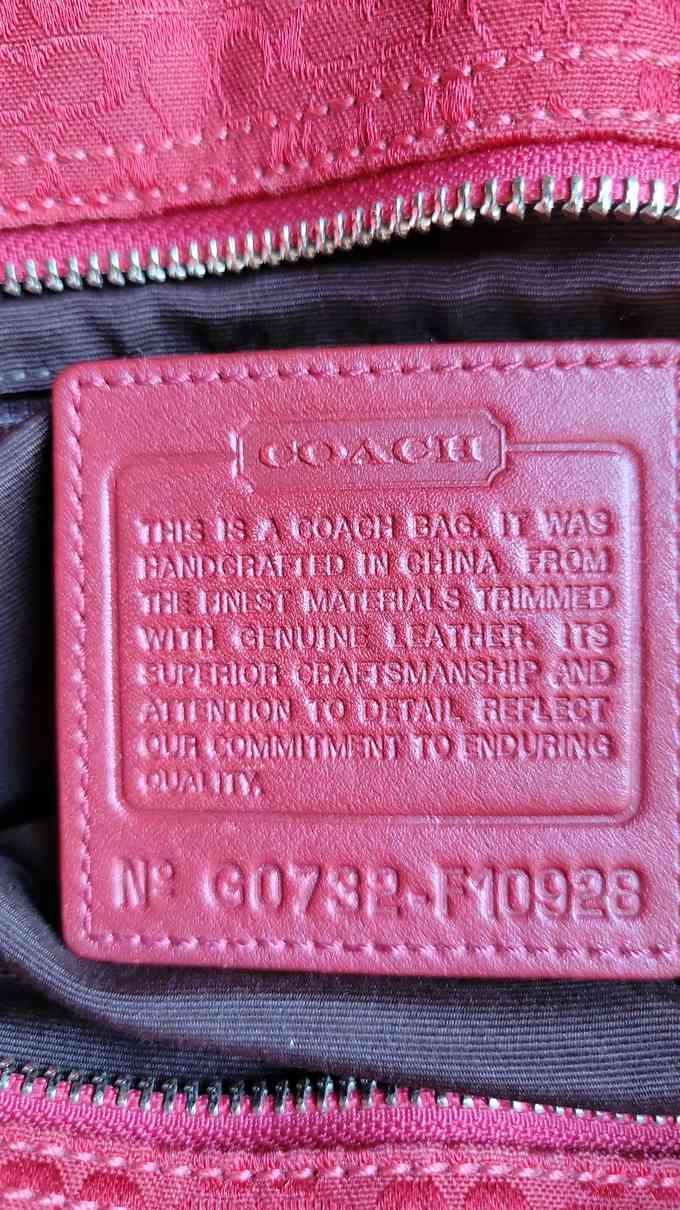 COACH
THIS IS A COACH BAG. IT WAS
HANDCRAFTED IN CHINA FROM
THE FINEST MATERIALS TRIMMED
WITH GENUINE LEATHER. ITS
SUPERIOR CRAFTSMANSHIP AND
ATTENTION TO DETAIL REFLECT
OUR COMMITMENT TO ENDURING
QUALITY.
Nº G0732-F10928